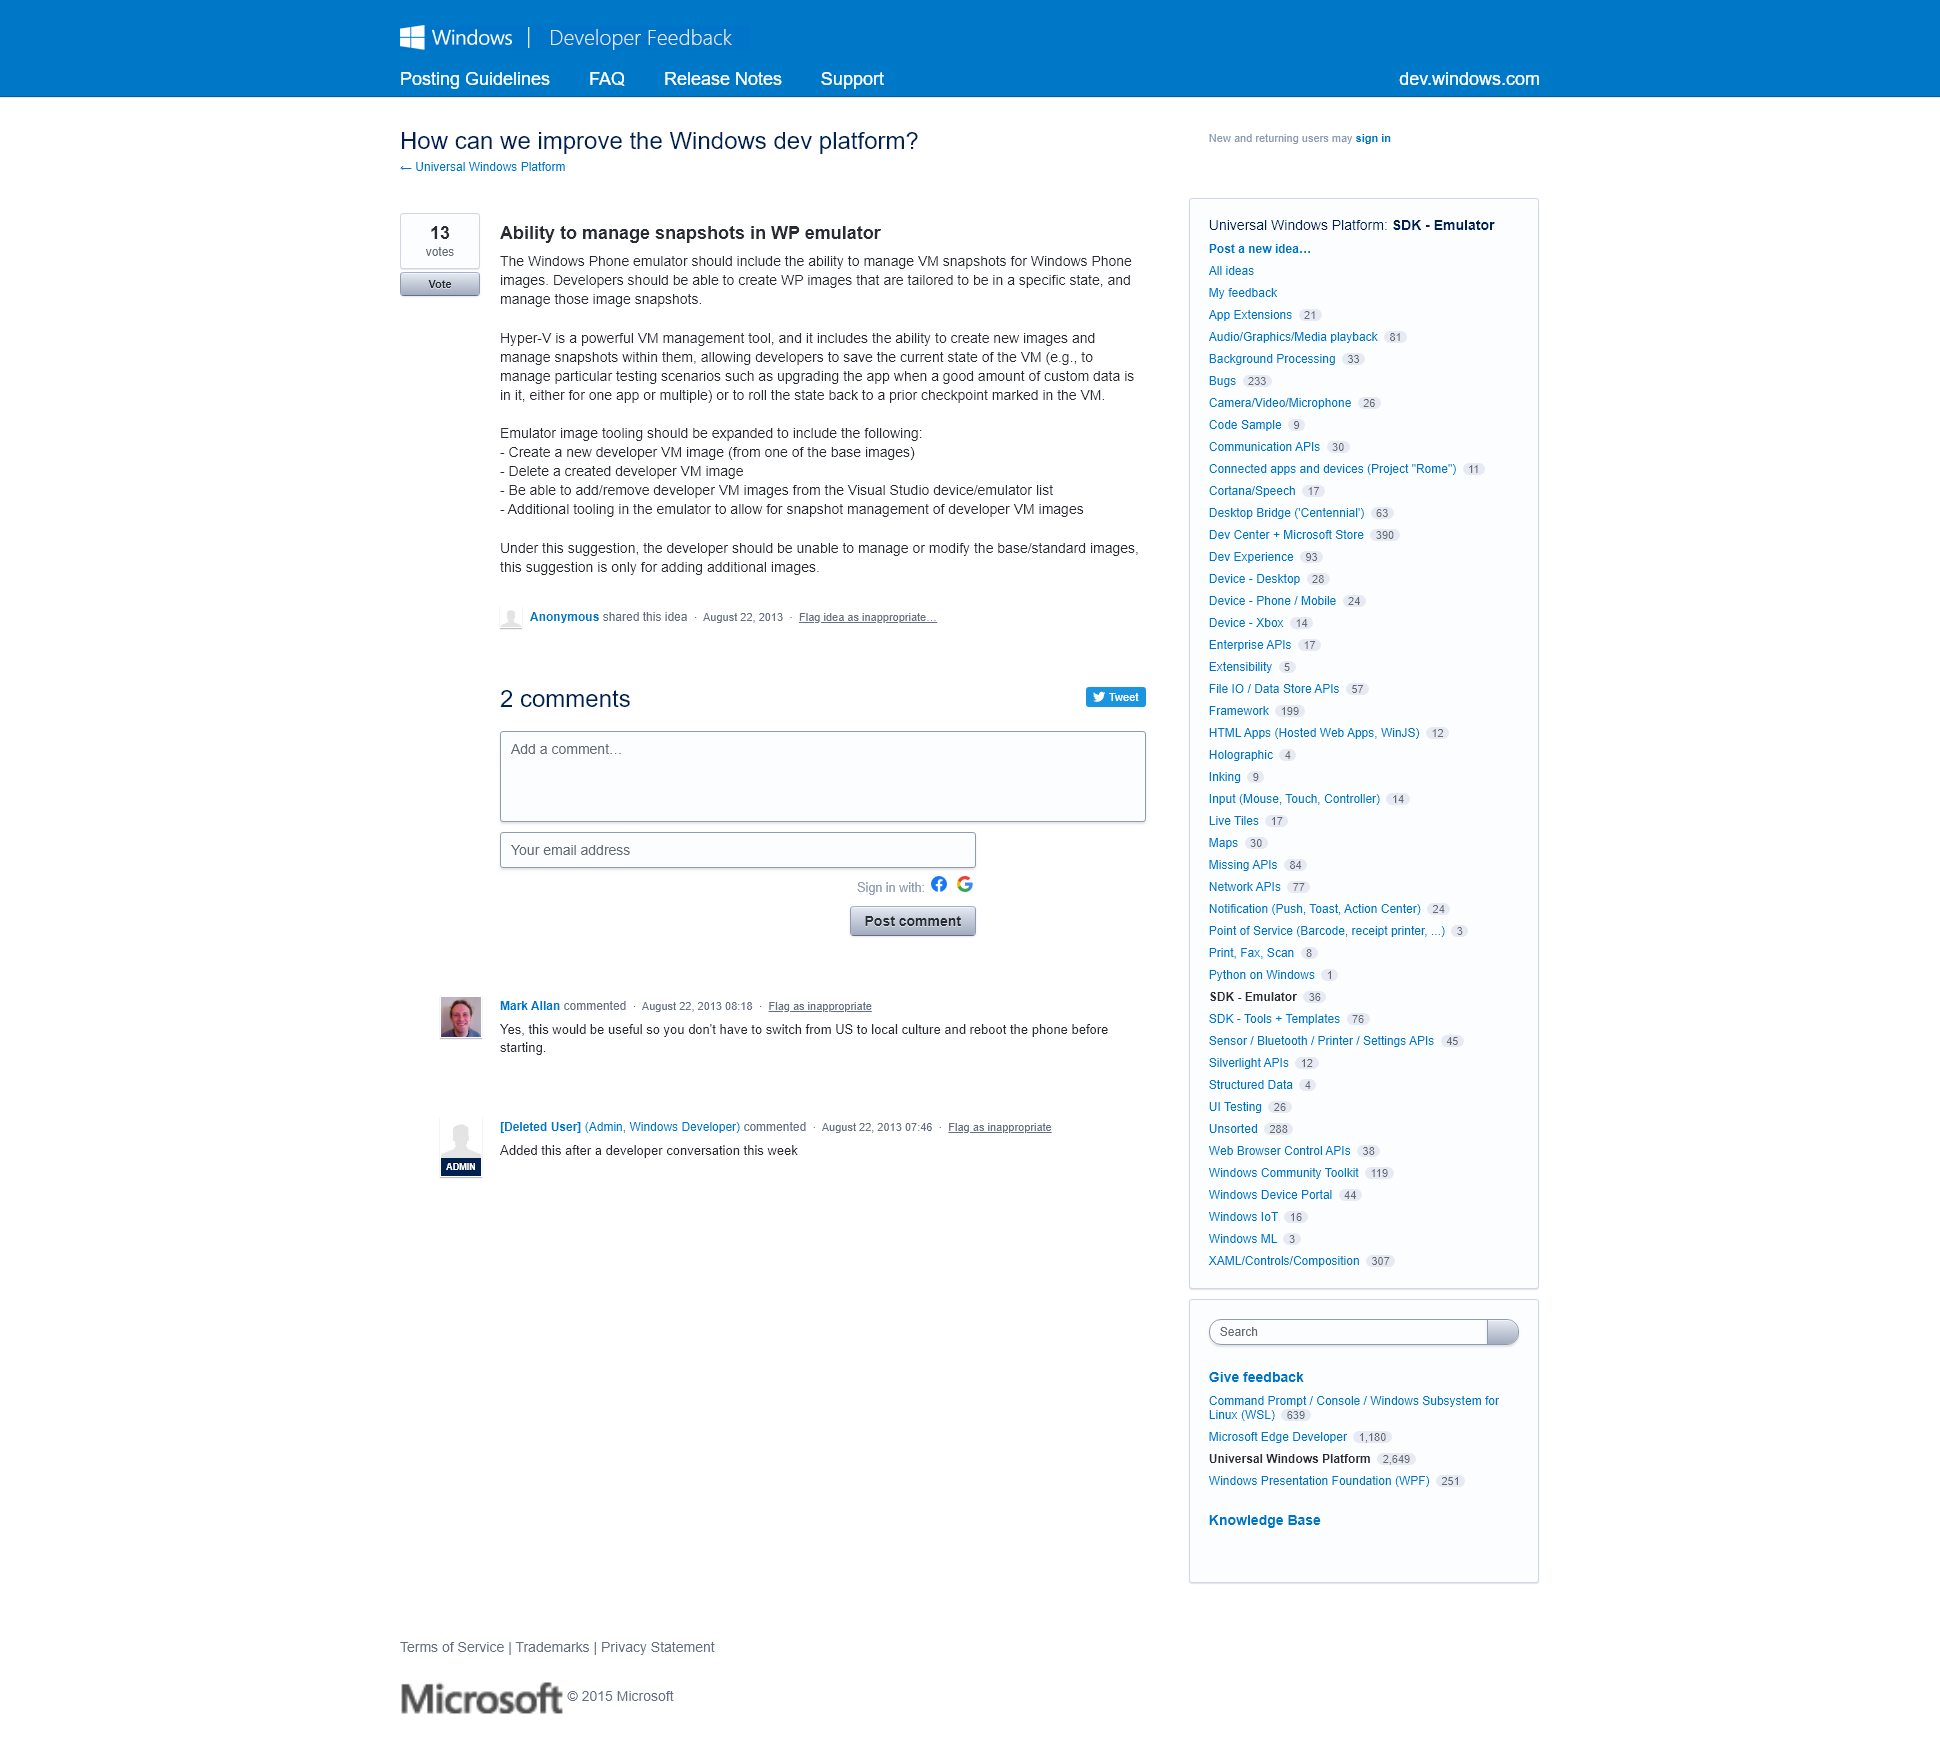 Windows | Developer Feedback
Posting Guidelines FAQ Release Notes Support dev.windows.com
How can we improve the Windows dev platform?
← Universal Windows Platform
New and returning users may sign in
13
votes
Vote
Ability to manage snapshots in WP emulator
The Windows Phone emulator should include the ability to manage VM snapshots for Windows Phone
images. Developers should be able to create WP images that are tailored to be in a specific state, and
manage those image snapshots.
Hyper-V is a powerful VM management tool, and it includes the ability to create new images and
manage snapshots within them, allowing developers to save the current state of the VM (e.g., to
manage particular testing scenarios such as upgrading the app when a good amount of custom data is
in it, either for one app or multiple) or to roll the state back to a prior checkpoint marked in the VM.
Emulator image tooling should be expanded to include the following:
- Create a new developer VM image (from one of the base images)
- Delete a created developer VM image
- Be able to add/remove developer VM images from the Visual Studio device/emulator list
- Additional tooling in the emulator to allow for snapshot management of developer VM images
Under this suggestion, the developer should be unable to manage or modify the base/standard images,
this suggestion is only for adding additional images.
Anonymous shared this idea · August 22, 2013 · Flag idea as inappropriate…
2 comments
Tweet
Add a comment…
Your email address
Sign in with:
Post comment
Mark Allan commented · August 22, 2013 08:18 · Flag as inappropriate
Yes, this would be useful so you don't have to switch from US to local culture and reboot the phone before
starting.
[Deleted User] (Admin, Windows Developer) commented · August 22, 2013 07:46 · Flag as inappropriate
Added this after a developer conversation this week
ADMIN
Universal Windows Platform: SDK - Emulator
Post a new idea…
All ideas
My feedback
App Extensions 21
Audio/Graphics/Media playback 81
Background Processing 33
Bugs 233
Camera/Video/Microphone 26
Code Sample 9
Communication APIs 30
Connected apps and devices (Project "Rome") 11
Cortana/Speech 17
Desktop Bridge ('Centennial') 63
Dev Center + Microsoft Store 390
Dev Experience 93
Device - Desktop 28
Device - Phone / Mobile 24
Device - Xbox 14
Enterprise APIs 17
Extensibility 5
File IO / Data Store APIs 57
Framework 199
HTML Apps (Hosted Web Apps, WinJS) 12
Holographic 4
Inking 9
Input (Mouse, Touch, Controller) 14
Live Tiles 17
Maps 30
Missing APIs 84
Network APIs 77
Notification (Push, Toast, Action Center) 24
Point of Service (Barcode, receipt printer, ...) 3
Print, Fax, Scan 8
Python on Windows 1
SDK - Emulator 36
SDK - Tools + Templates 76
Sensor / Bluetooth / Printer / Settings APIs 45
Silverlight APIs 12
Structured Data 4
UI Testing 26
Unsorted 288
Web Browser Control APIs 38
Windows Community Toolkit 119
Windows Device Portal 44
Windows IoT 16
Windows ML 3
XAML/Controls/Composition 307
Search
Give feedback
Command Prompt / Console / Windows Subsystem for
Linux (WSL) 639
Microsoft Edge Developer 1,180
Universal Windows Platform 2,649
Windows Presentation Foundation (WPF) 251
Knowledge Base
Terms of Service | Trademarks | Privacy Statement
Microsoft © 2015 Microsoft